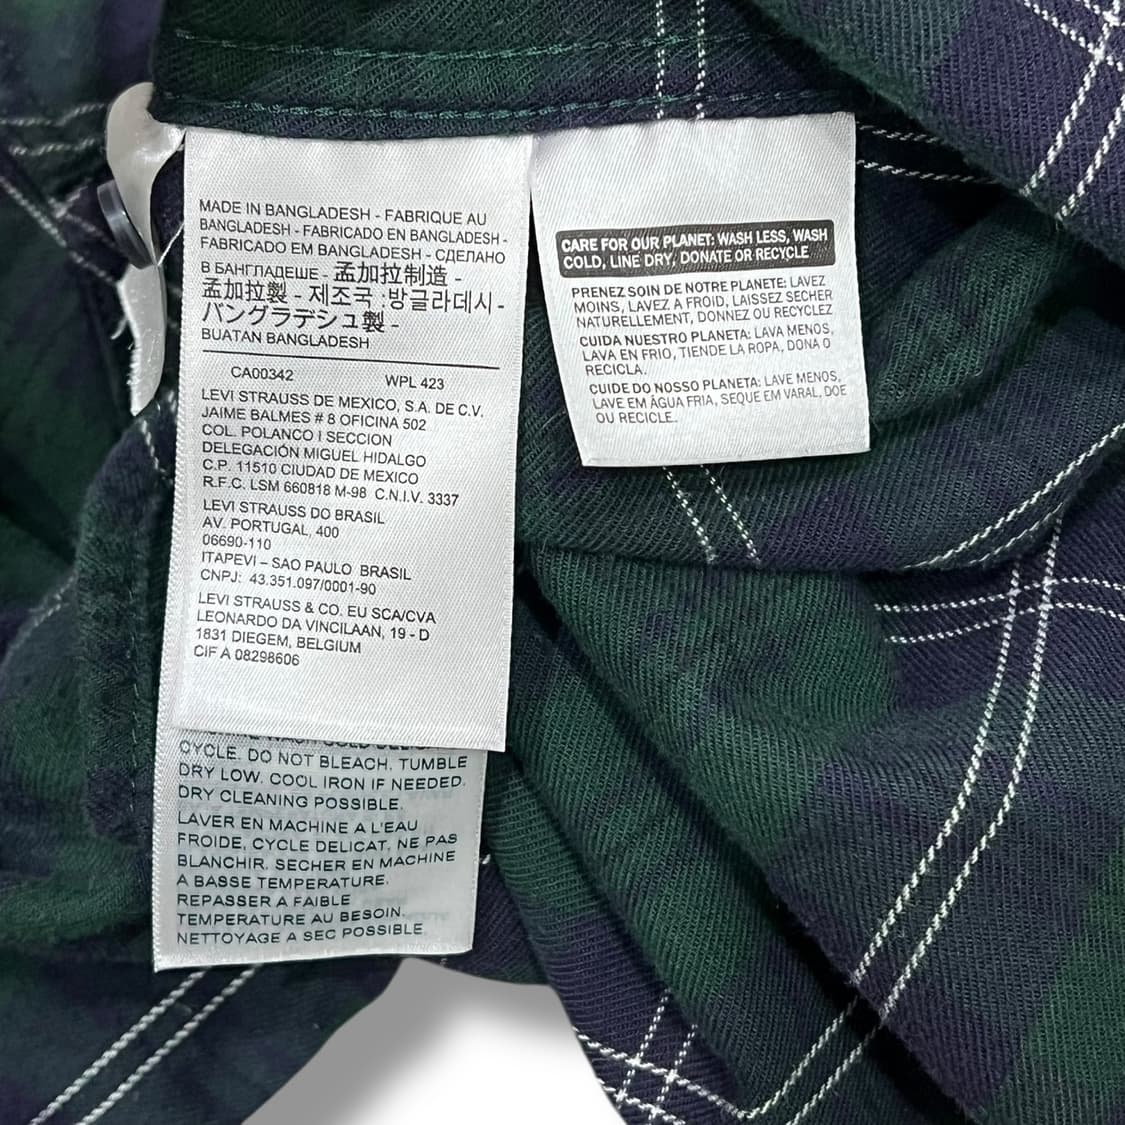 MADE IN BANGLADESH - FABRIQUE AU
BANGLADESH - FABRICADO EN BANGLADESH -
FABRICADO EM BANGLADESH - СДЕЛАНО
В БАНГЛАДЕШЕ - 孟加拉制造 -
孟加拉製 - 제조국 :방글라데시 -
バングラデシュ製 -
BUATAN BANGLADESH
CA00342 WPL 423
LEVI STRAUSS DE MEXICO, S.A. DE C.V.
JAIME BALMES # 8 OFICINA 502
COL. POLANCO I SECCION
DELEGACIÓN MIGUEL HIDALGO
C.P. 11510 CIUDAD DE MEXICO
R.F.C. LSM 660818 M-98 C.N.I.V. 3337
LEVI STRAUSS DO BRASIL
AV. PORTUGAL, 400
06690-110
ITAPEVI – SAO PAULO BRASIL
CNPJ: 43.351.097/0001-90
LEVI STRAUSS & CO. EU SCA/CVA
LEONARDO DA VINCILAAN, 19 - D
1831 DIEGEM, BELGIUM
CIF A 08298606
CYCLE. DO NOT BLEACH. TUMBLE
DRY LOW. COOL IRON IF NEEDED.
DRY CLEANING POSSIBLE.
LAVER EN MACHINE A L'EAU
FROIDE, CYCLE DELICAT. NE PAS
BLANCHIR. SECHER EN MACHINE
A BASSE TEMPERATURE.
REPASSER A FAIBLE
TEMPERATURE AU BESOIN.
NETTOYAGE A SEC POSSIBLE.
CARE FOR OUR PLANET: WASH LESS, WASH
COLD, LINE DRY, DONATE OR RECYCLE
PRENEZ SOIN DE NOTRE PLANETE: LAVEZ
MOINS, LAVEZ A FROID, LAISSEZ SECHER
NATURELLEMENT, DONNEZ OU RECYCLEZ
CUIDA NUESTRO PLANETA: LAVA MENOS,
LAVA EN FRIO, TIENDE LA ROPA, DONA O
RECICLA.
CUIDE DO NOSSO PLANETA: LAVE MENOS,
LAVE EM ÁGUA FRIA, SEQUE EM VARAL, DOE
OU RECICLE.